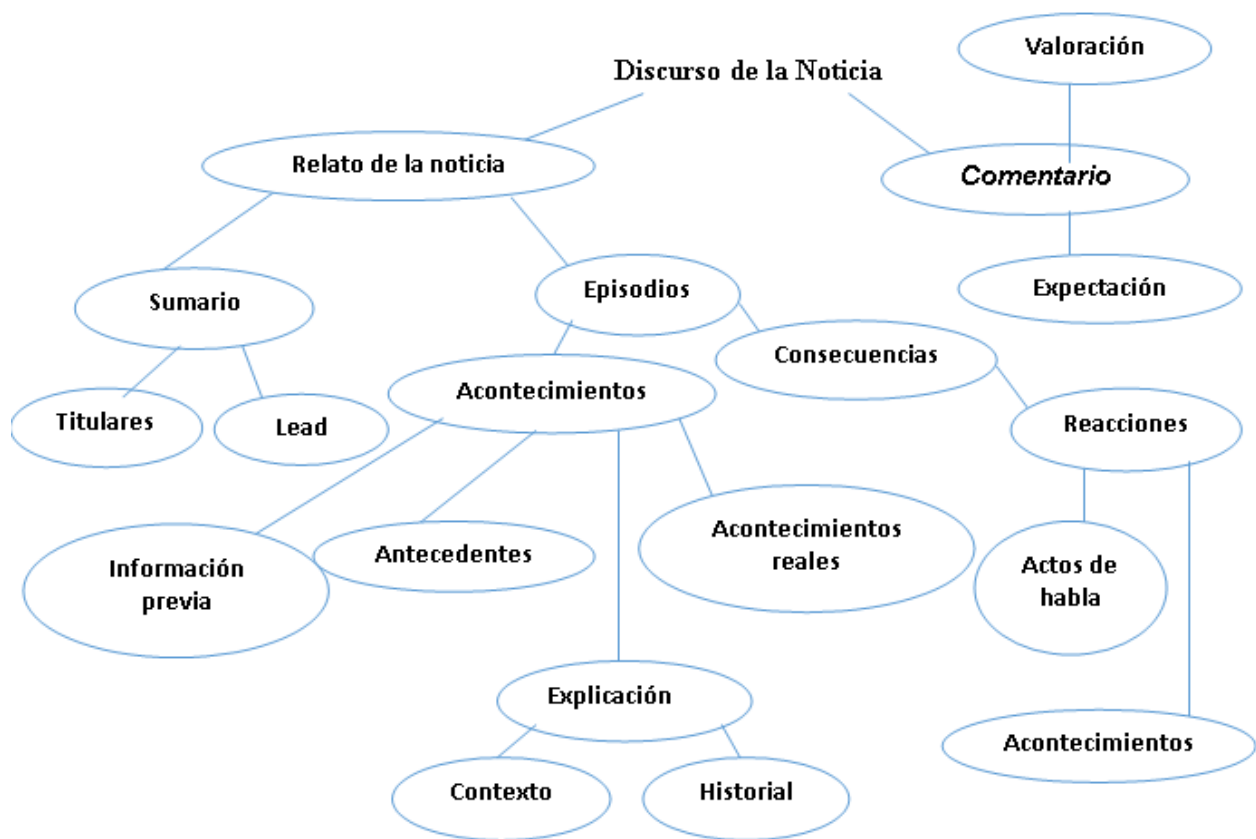 Valoración
Discurso de la Noticia
Relato de la noticia
Comentario
Sumario
Episodios
Expectación
Consecuencias
Acontecimientos
Titulares
Lead
Reacciones
Información
previa
Antecedentes
Acontecimientos
reales
Actos de
habla
Explicación
Acontecimientos
Contexto
Historial